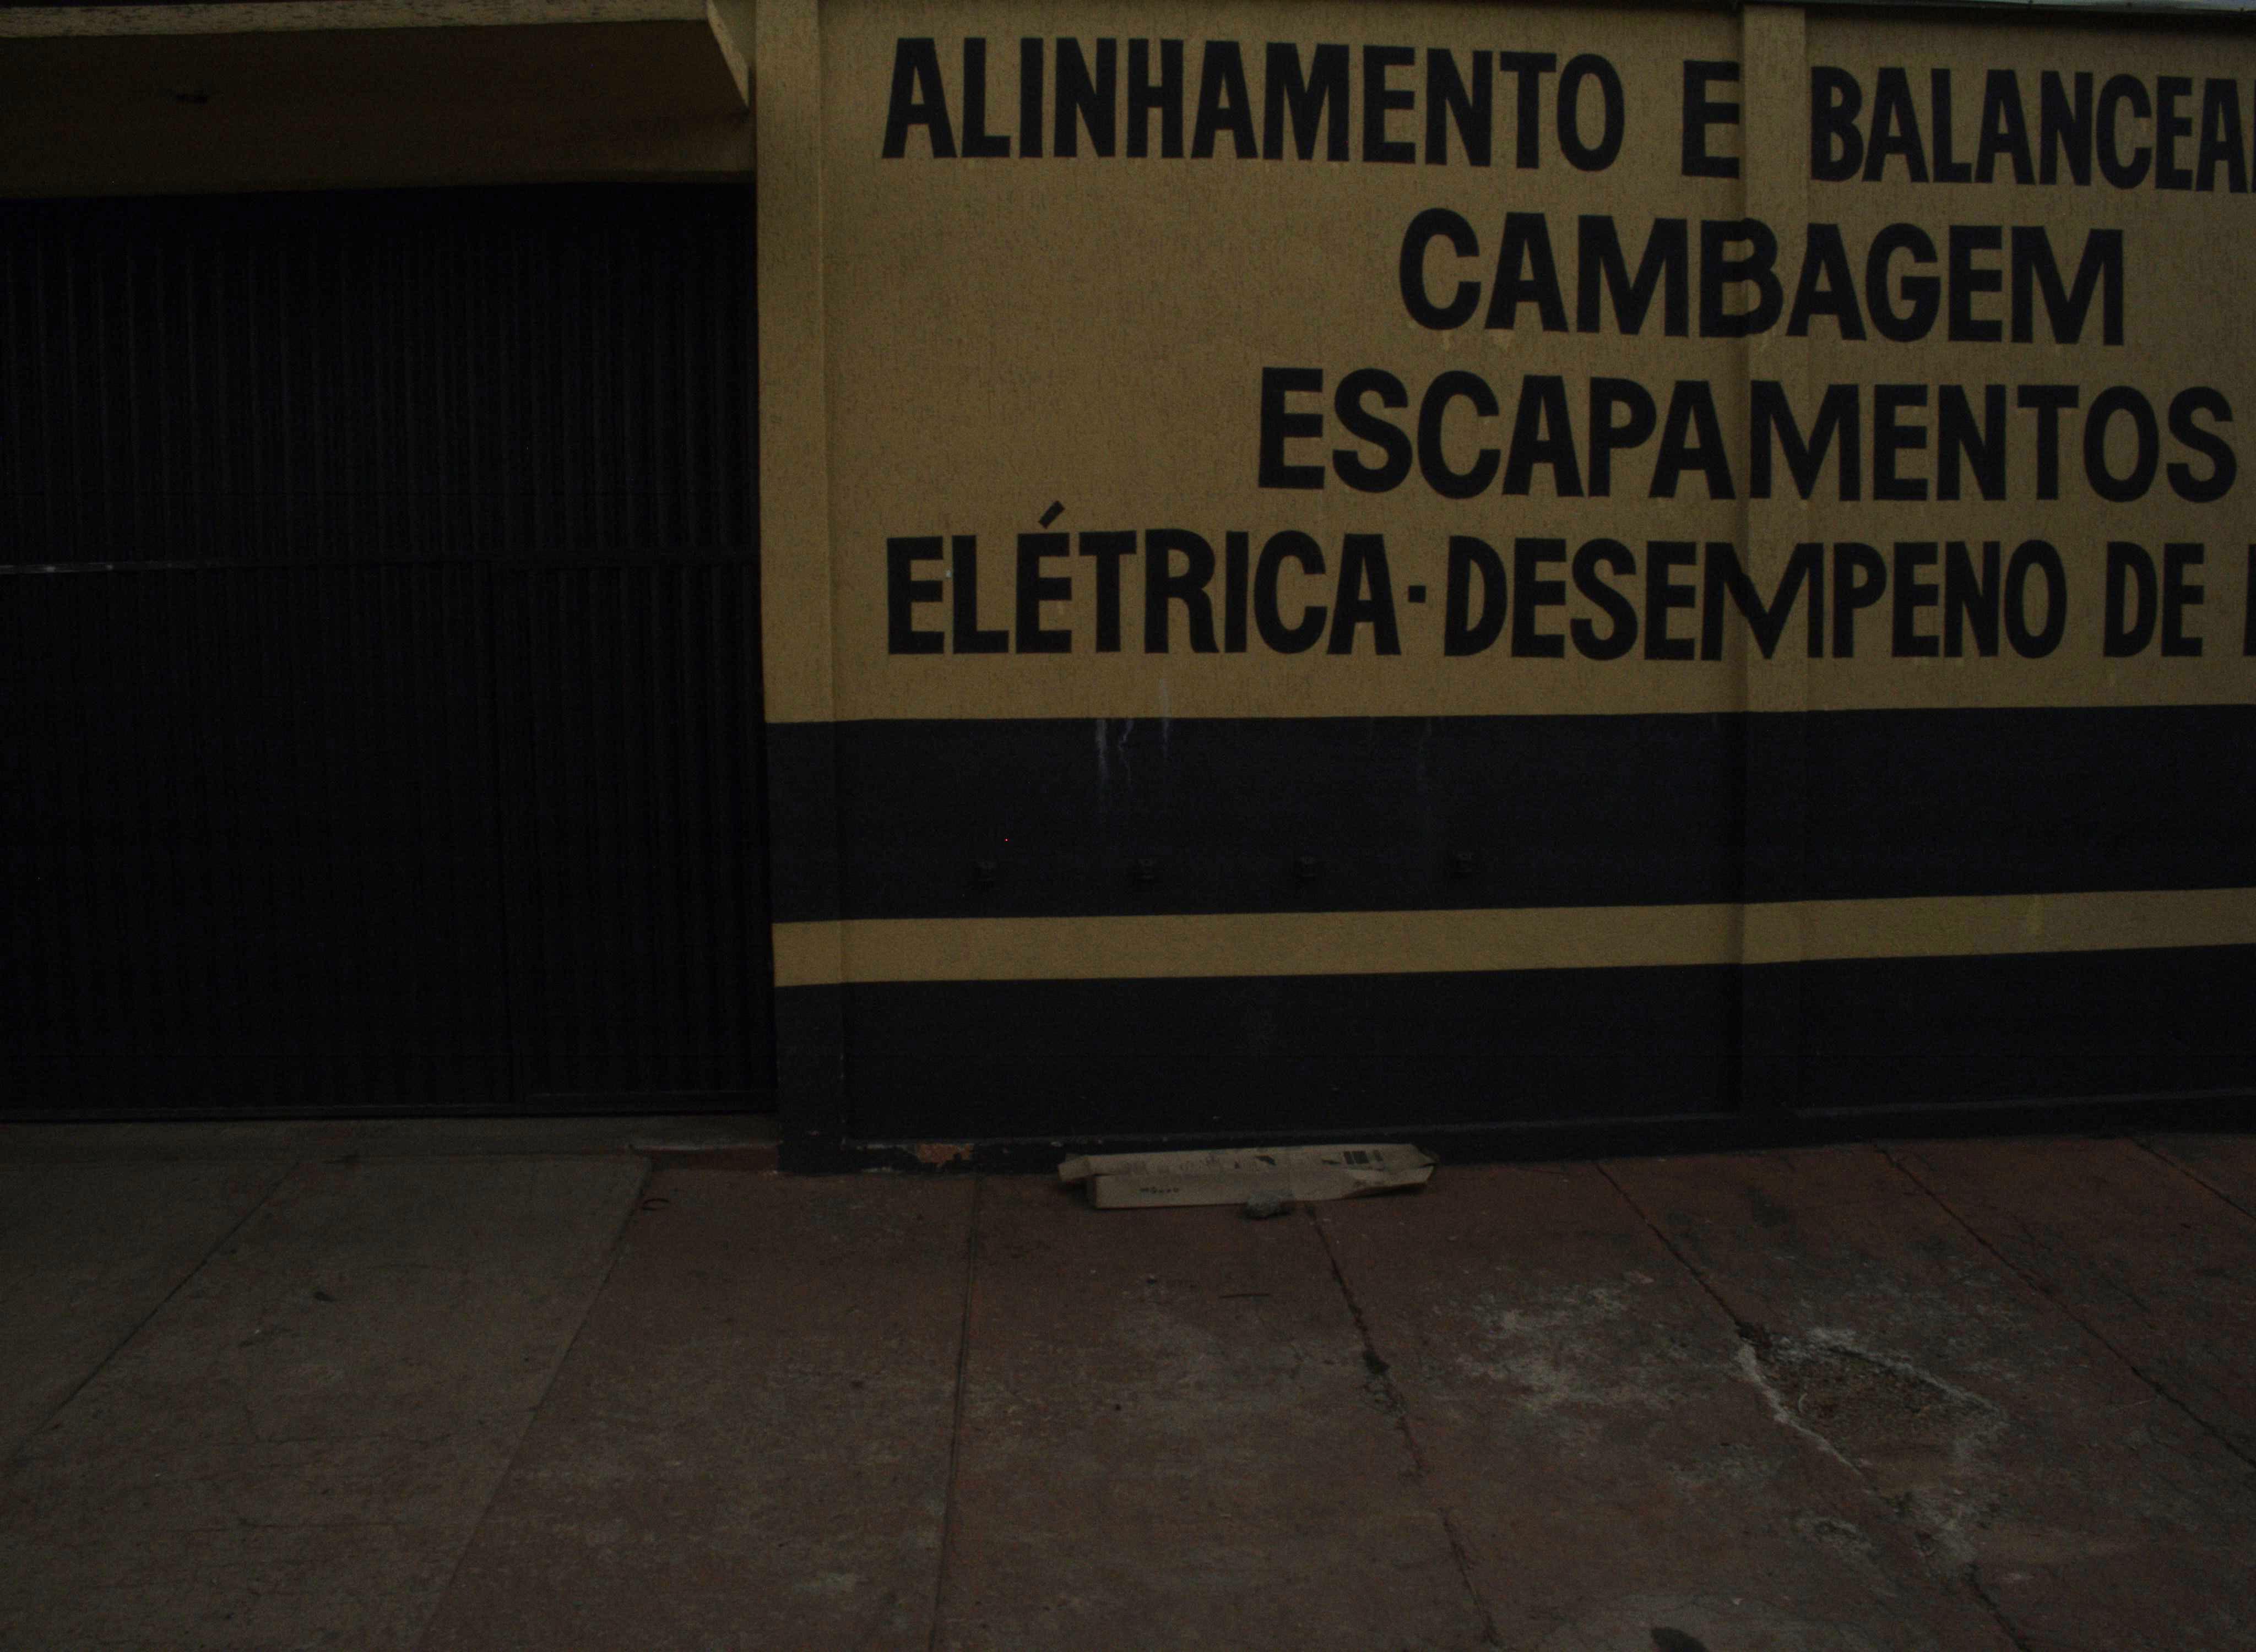 ALINHAMENTO E BALANCEA
CAMBAGEM
ESCAPAMENTOS
ELÉTRICA·DESEMPENO DE